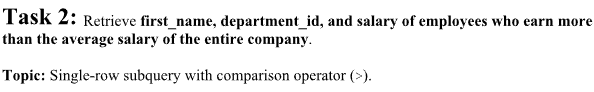 Task 2: Retrieve first_name, department_id, and salary of employees who earn more
than the average salary of the entire company.
Topic: Single-row subquery with comparison operator (>).